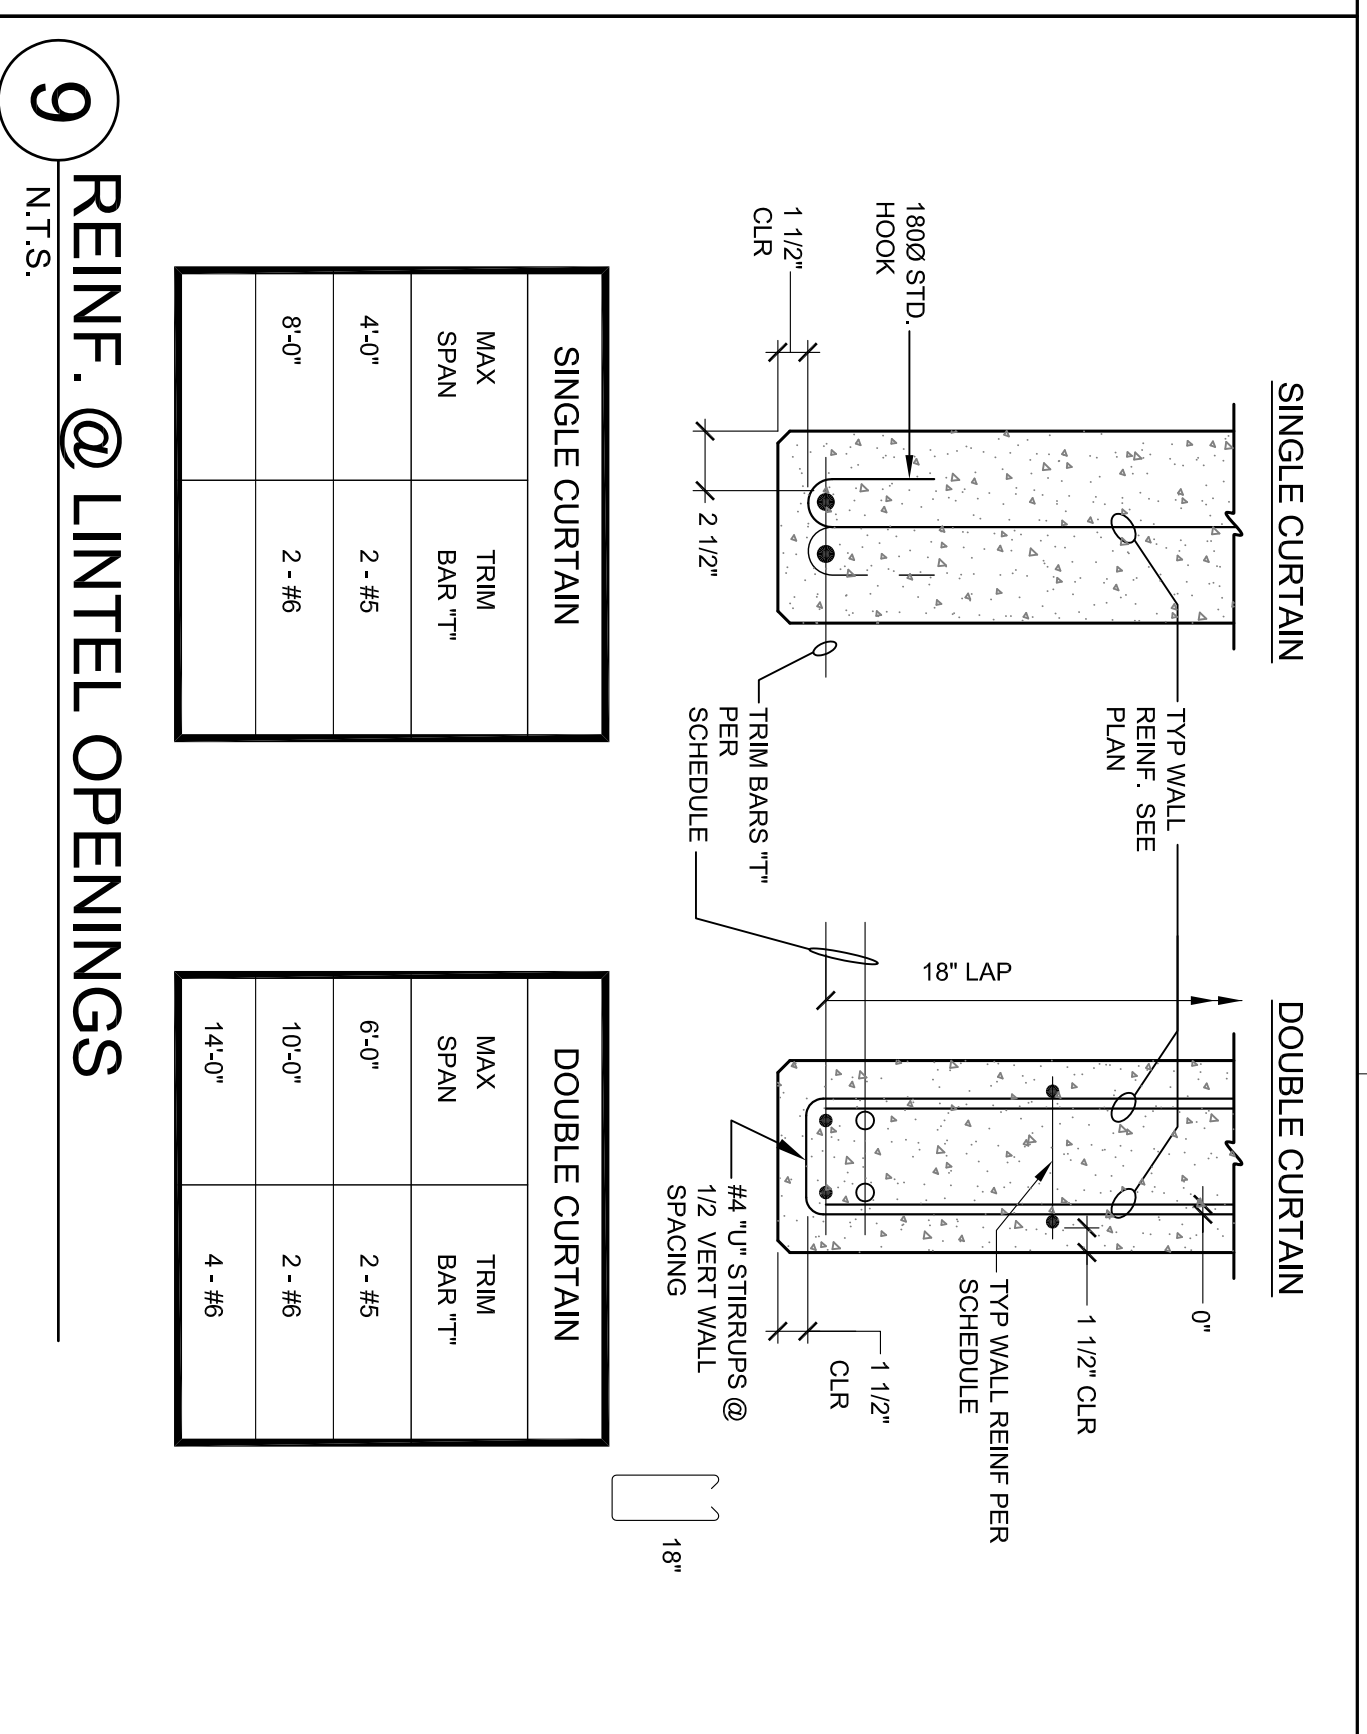 SINGLE CURTAIN
DOUBLE CURTAIN
TYP WALL
REINF. SEE
PLAN
0"
1 1/2" CLR
18" LAP
180Ø STD.
HOOK
1 1/2"
CLR
2 1/2"
TRIM BARS "T"
PER
SCHEDULE
TYP WALL REINF PER
SCHEDULE
1 1/2"
CLR
#4 "U" STIRRUPS @
1/2 VERT WALL
SPACING
18"
SINGLE CURTAIN
MAX
SPAN
TRIM
BAR "T"
4'-0"
2 - #5
8'-0"
2 - #6
DOUBLE CURTAIN
MAX
SPAN
TRIM
BAR "T"
6'-0"
2 - #5
10'-0"
2 - #6
14'-0"
4 - #6
9
REINF. @ LINTEL OPENINGS
N.T.S.